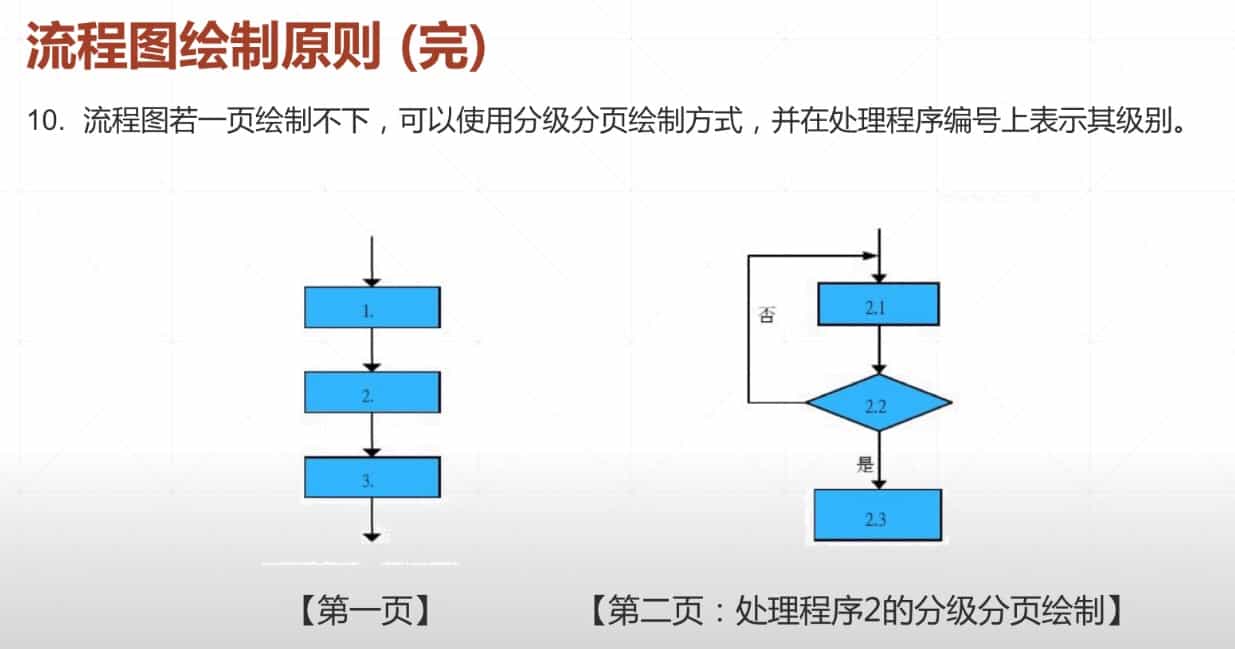 流程图绘制原则 (完)
10. 流程图若一页绘制不下，可以使用分级分页绘制方式，并在处理程序编号上表示其级别。
1.
2.
3.
【第一页】
否
2.1
2.2
是
2.3
【第二页：处理程序2的分级分页绘制】